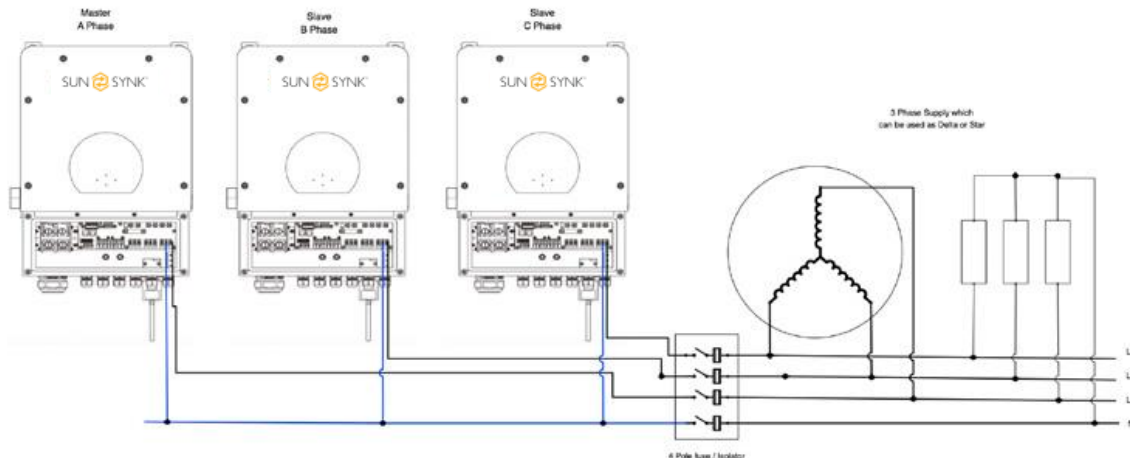 Master
A Phase
Slave
B Phase
Slave
C Phase
SUN SYNK
SUN SYNK
SUN SYNK
3 Phase Supply which
can be used as Delta or Star
L
L
L
4 Pole fuse / Isolator